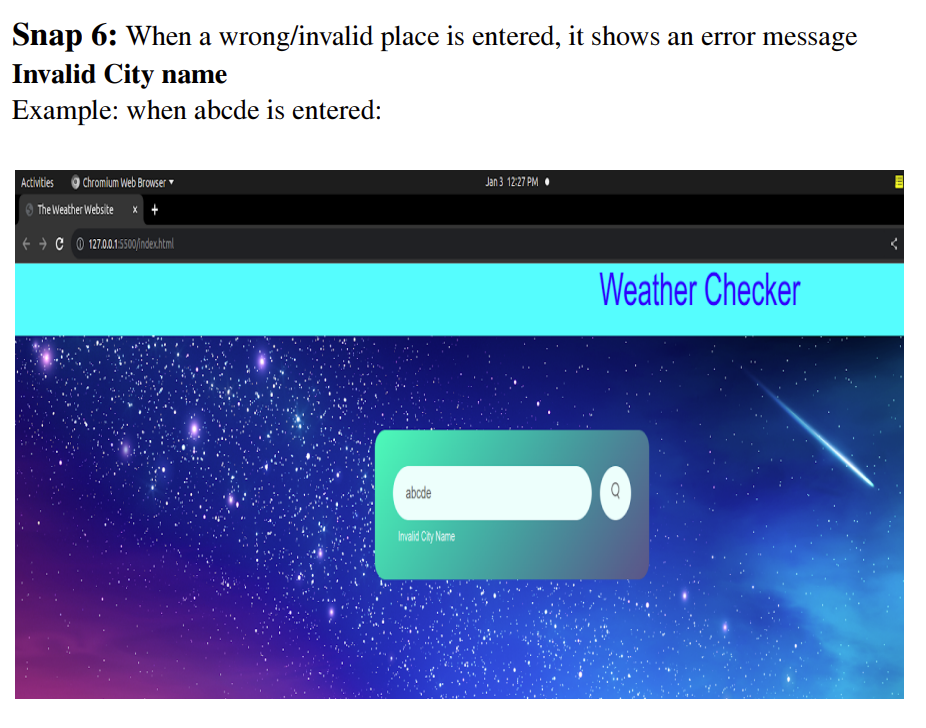 Snap 6: When a wrong/invalid place is entered, it shows an error message
Invalid City name
Example: when abcde is entered:
Activities Chromium Web Browser Jan 3 12:27 PM
The Weather Website x +
127.0.0.1:5500/index.html
Weather Checker
abcde
Invalid City Name